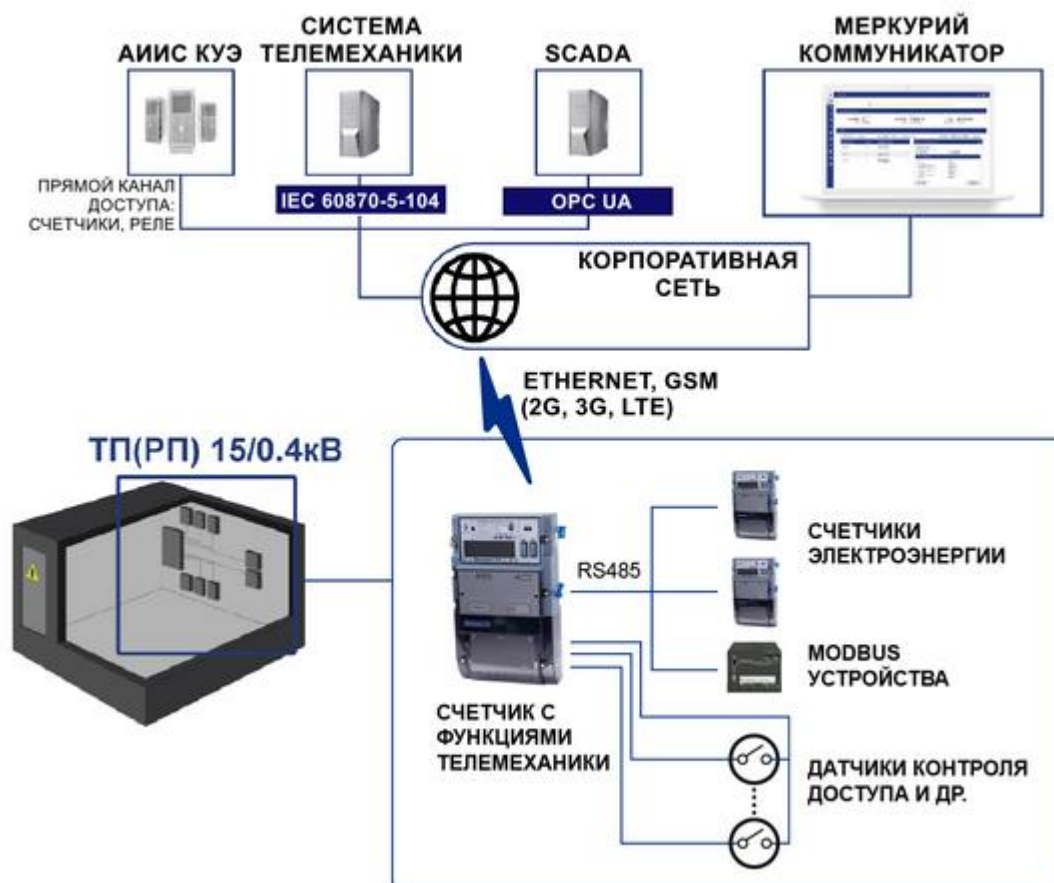 АИИС КУЭ
СИСТЕМА
ТЕЛЕМЕХАНИКИ
SCADA
МЕРКУРИЙ
КОММУНИКАТОР
ПРЯМОЙ КАНАЛ
ДОСТУПА:
СЧЕТЧИКИ, РЕЛЕ
IEC 60870-5-104
OPC UA
КОРПОРАТИВНАЯ
СЕТЬ
ETHERNET, GSM
(2G, 3G, LTE)
ТП(РП) 15/0.4кВ
RS485
СЧЕТЧИКИ
ЭЛЕКТРОЭНЕРГИИ
MODBUS
УСТРОЙСТВА
СЧЕТЧИК С
ФУНКЦИЯМИ
ТЕЛЕМЕХАНИКИ
ДАТЧИКИ КОНТРОЛЯ
ДОСТУПА И ДР.